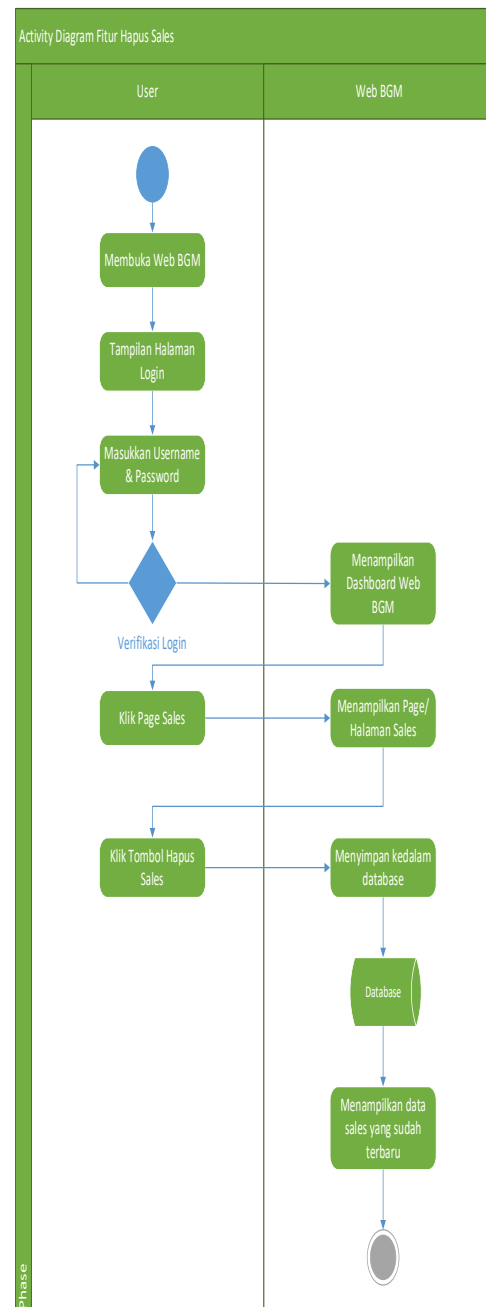 Activity Diagram Fitur Hapus Sales
User
Web BGM
Membuka Web BGM
Tampilan Halaman
Login
Masukkan Username
& Password
Verifikasi Login
Menampilkan
Dashboard Web
BGM
Klik Page Sales
Menampilkan Page/
Halaman Sales
Klik Tombol Hapus
Sales
Menyimpan kedalam
database
Database
Menampilkan data
sales yang sudah
terbaru
Phase